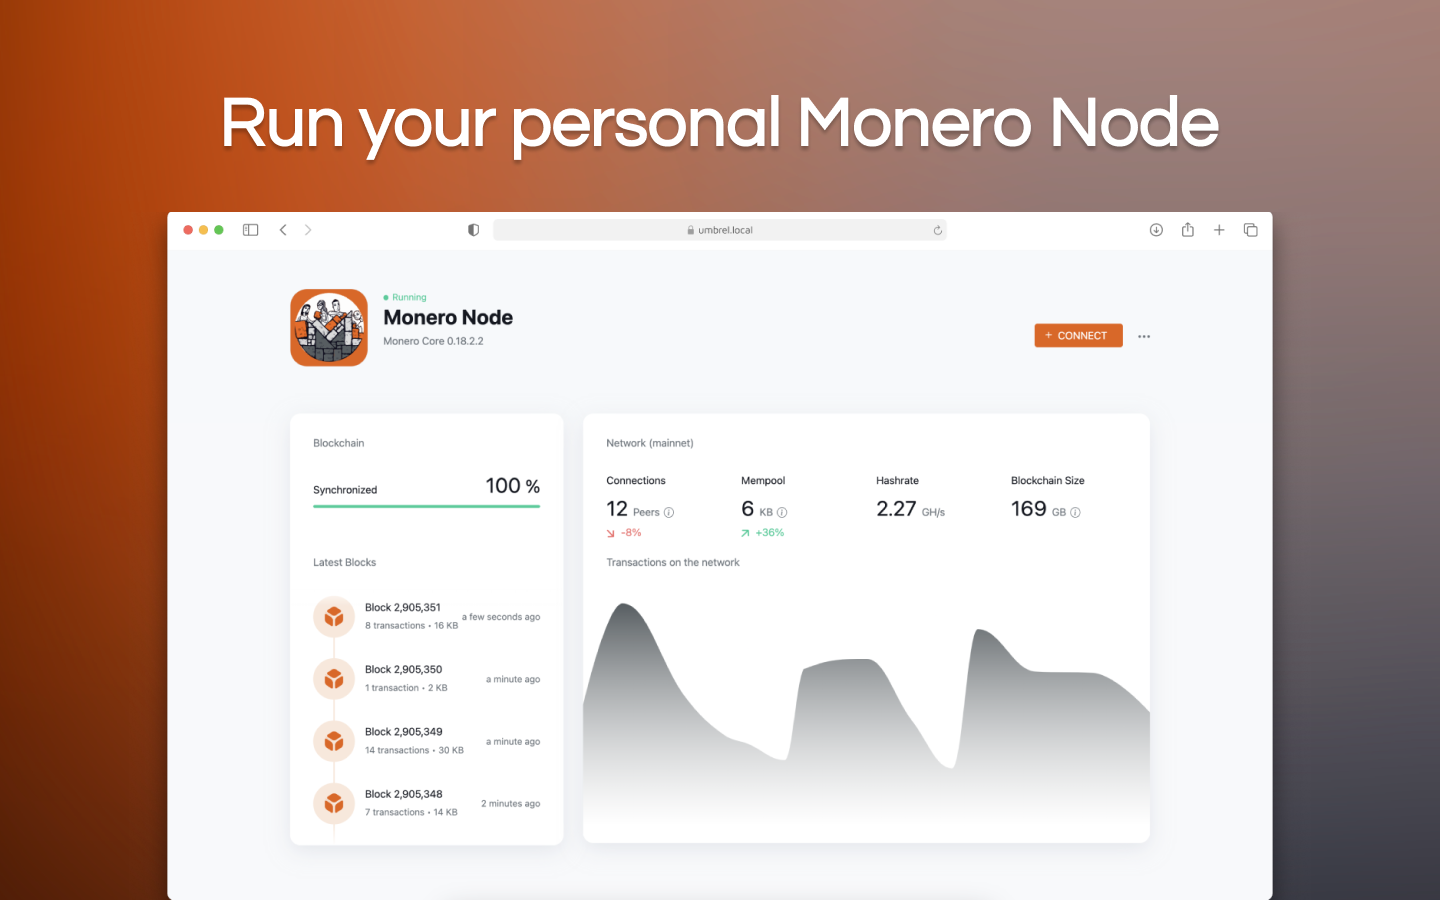 Run your personal Monero Node
umbrel.local
Running
Monero Node
Monero Core 0.18.2.2
+ CONNECT
Blockchain
Synchronized 100 %
Latest Blocks
Block 2,905,351
8 transactions • 16 KB
a few seconds ago
Block 2,905,350
1 transaction • 2 KB
a minute ago
Block 2,905,349
14 transactions • 30 KB
a minute ago
Block 2,905,348
7 transactions • 14 KB
2 minutes ago
Network (mainnet)
Connections
12 Peers
-8%
Mempool
6 KB
+36%
Hashrate
2.27 GH/s
Blockchain Size
169 GB
Transactions on the network